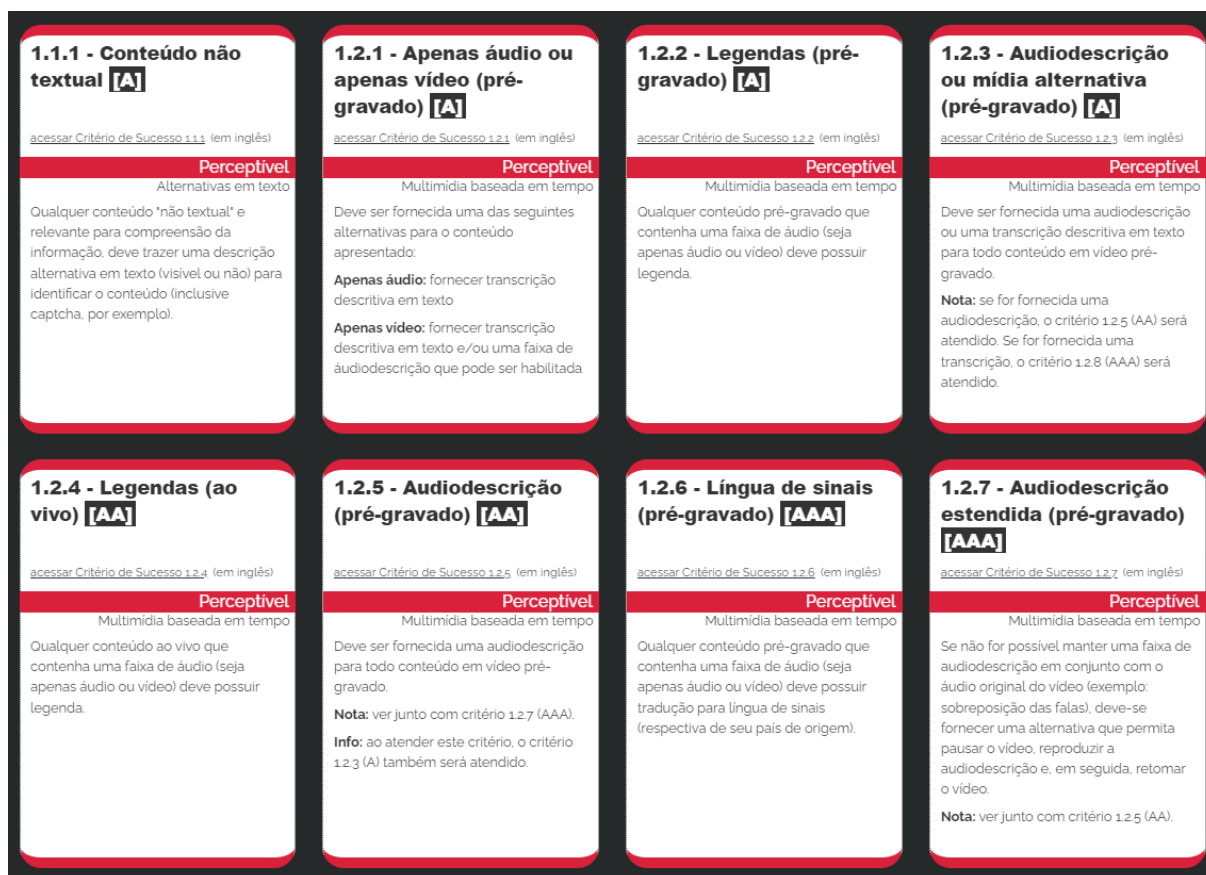 1.1.1 - Conteúdo não
textual [A]
acessar Critério de Sucesso 1.1.1 (em inglês)
Perceptível
Alternativas em texto
Qualquer conteúdo "não textual" e
relevante para compreensão da
informação, deve trazer uma descrição
alternativa em texto (visível ou não) para
identificar o conteúdo (inclusive
captcha, por exemplo).
1.2.1 - Apenas áudio ou
apenas vídeo (pré-
gravado) [A]
acessar Critério de Sucesso 1.2.1 (em inglês)
Perceptível
Multimídia baseada em tempo
Deve ser fornecida uma das seguintes
alternativas para o conteúdo
apresentado:
Apenas áudio: fornecer transcrição
descritiva em texto
Apenas vídeo: fornecer transcrição
descritiva em texto e/ou uma faixa de
áudiodescrição que pode ser habilitada
1.2.2 - Legendas (pré-
gravado) [A]
acessar Critério de Sucesso 1.2.2 (em inglês)
Perceptível
Multimídia baseada em tempo
Qualquer conteúdo pré-gravado que
contenha uma faixa de áudio (seja
apenas áudio ou vídeo) deve possuir
legenda.
1.2.3 - Audiodescrição
ou mídia alternativa
(pré-gravado) [A]
acessar Critério de Sucesso 1.2.3 (em inglês)
Perceptível
Multimídia baseada em tempo
Deve ser fornecida uma audiodescrição
ou uma transcrição descritiva em texto
para todo conteúdo em vídeo pré-
gravado.
Nota: se for fornecida uma
audiodescrição, o critério 1.2.5 (AA) será
atendido. Se for fornecida uma
transcrição, o critério 1.2.8 (AAA) será
atendido.
1.2.4 - Legendas (ao
vivo) [AA]
acessar Critério de Sucesso 1.2.4 (em inglês)
Perceptível
Multimídia baseada em tempo
Qualquer conteúdo ao vivo que
contenha uma faixa de áudio (seja
apenas áudio ou vídeo) deve possuir
legenda.
1.2.5 - Audiodescrição
(pré-gravado) [AA]
acessar Critério de Sucesso 1.2.5 (em inglês)
Perceptível
Multimídia baseada em tempo
Deve ser fornecida uma audiodescrição
para todo conteúdo em vídeo pré-
gravado.
Nota: ver junto com critério 1.2.7 (AAA).
Info: ao atender este critério, o critério
1.2.3 (A) também será atendido.
1.2.6 - Língua de sinais
(pré-gravado) [AAA]
acessar Critério de Sucesso 1.2.6 (em inglês)
Perceptível
Multimídia baseada em tempo
Qualquer conteúdo pré-gravado que
contenha uma faixa de áudio (seja
apenas áudio ou vídeo) deve possuir
tradução para língua de sinais
(respectiva de seu país de origem).
1.2.7 - Audiodescrição
estendida (pré-gravado)
[AAA]
acessar Critério de Sucesso 1.2.7 (em inglês)
Perceptível
Multimídia baseada em tempo
Se não for possível manter uma faixa de
audiodescrição em conjunto com o
áudio original do vídeo (exemplo:
sobreposição das falas), deve-se
fornecer uma alternativa que permita
pausar o vídeo, reproduzir a
audiodescrição e, em seguida, retomar
o vídeo.
Nota: ver junto com critério 1.2.5 (AA).